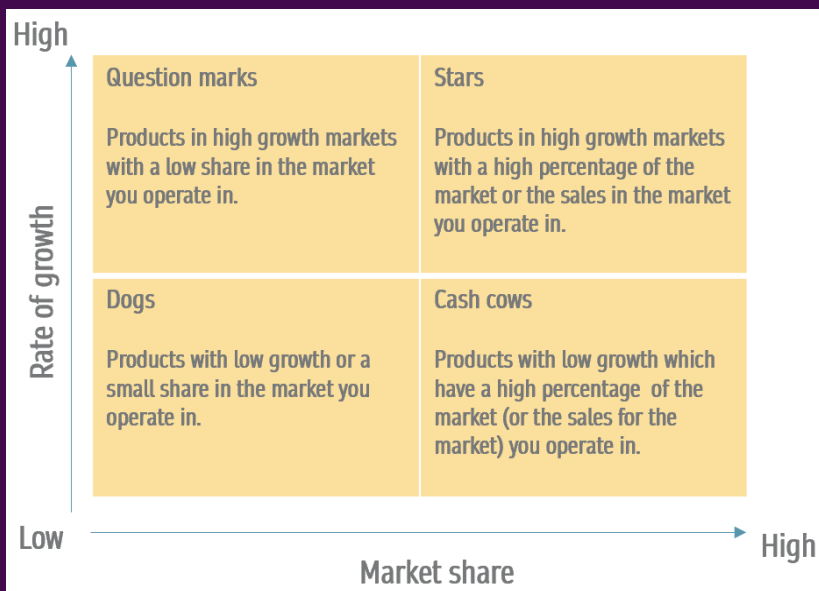 High
Question marks
Products in high growth markets
with a low share in the market
you operate in.
Stars
Products in high growth markets
with a high percentage of the
market or the sales in the market
you operate in.
Rate of growth
Dogs
Products with low growth or a
small share in the market you
operate in.
Cash cows
Products with low growth which
have a high percentage of the
market (or the sales for the
market) you operate in.
Low
High
Market share